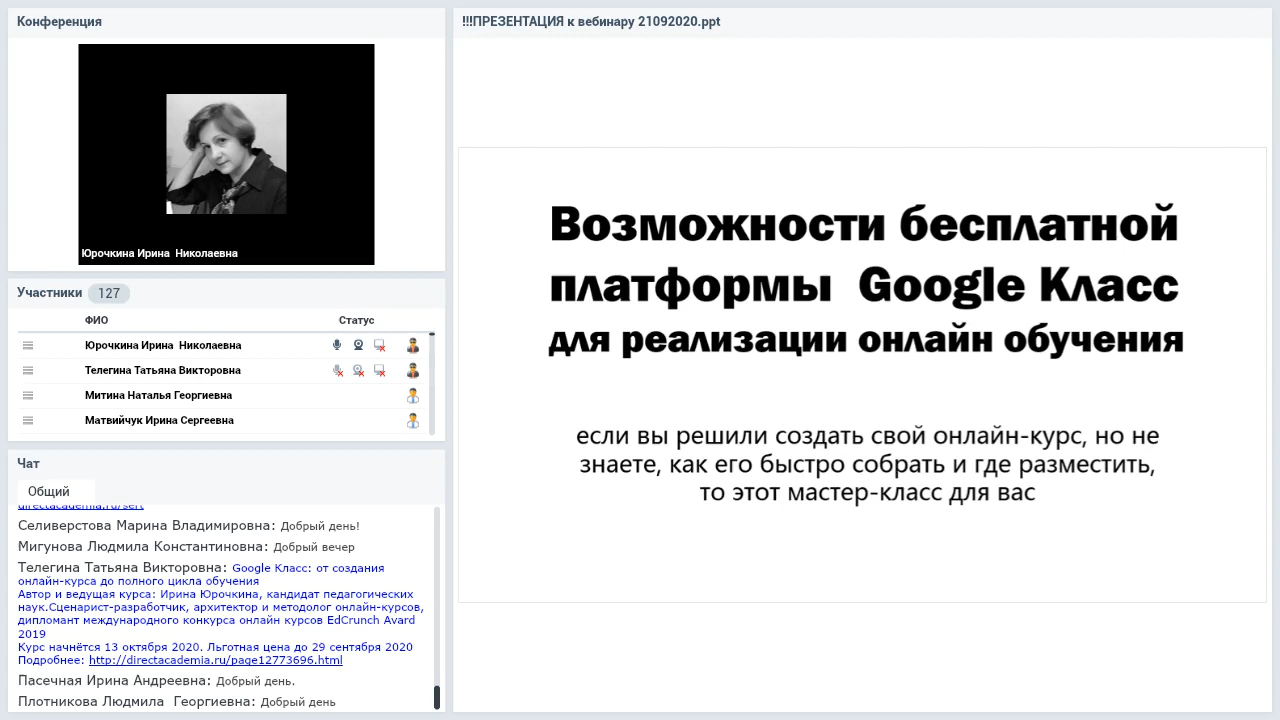 Конференция
Юрочкина Ирина  Николаевна
Участники 127
ФИО Статус
Юрочкина Ирина  Николаевна
Телегина Татьяна Викторовна
Митина Наталья Георгиевна
Матвийчук Ирина Сергеевна
Чат
Общий
directacademia.ru/sert
Селиверстова Марина Владимировна: Добрый день!
Мигунова Людмила Константиновна: Добрый вечер
Телегина Татьяна Викторовна: Google Класс: от создания
онлайн-курса до полного цикла обучения
Автор и ведущая курса: Ирина Юрочкина, кандидат педагогических
наук.Сценарист-разработчик, архитектор и методолог онлайн-курсов,
дипломант международного конкурса онлайн курсов EdCrunch Avard
2019
Курс начнётся 13 октября 2020. Льготная цена до 29 сентября 2020
Подробнее: http://directacademia.ru/page12773696.html
Пасечная Ирина Андреевна: Добрый день.
Плотникова Людмила  Георгиевна: Добрый день
!!!ПРЕЗЕНТАЦИЯ к вебинару 21092020.ppt
Возможности бесплатной
платформы  Google Класс
для реализации онлайн обучения
если вы решили создать свой онлайн-курс, но не
знаете, как его быстро собрать и где разместить,
то этот мастер-класс для вас